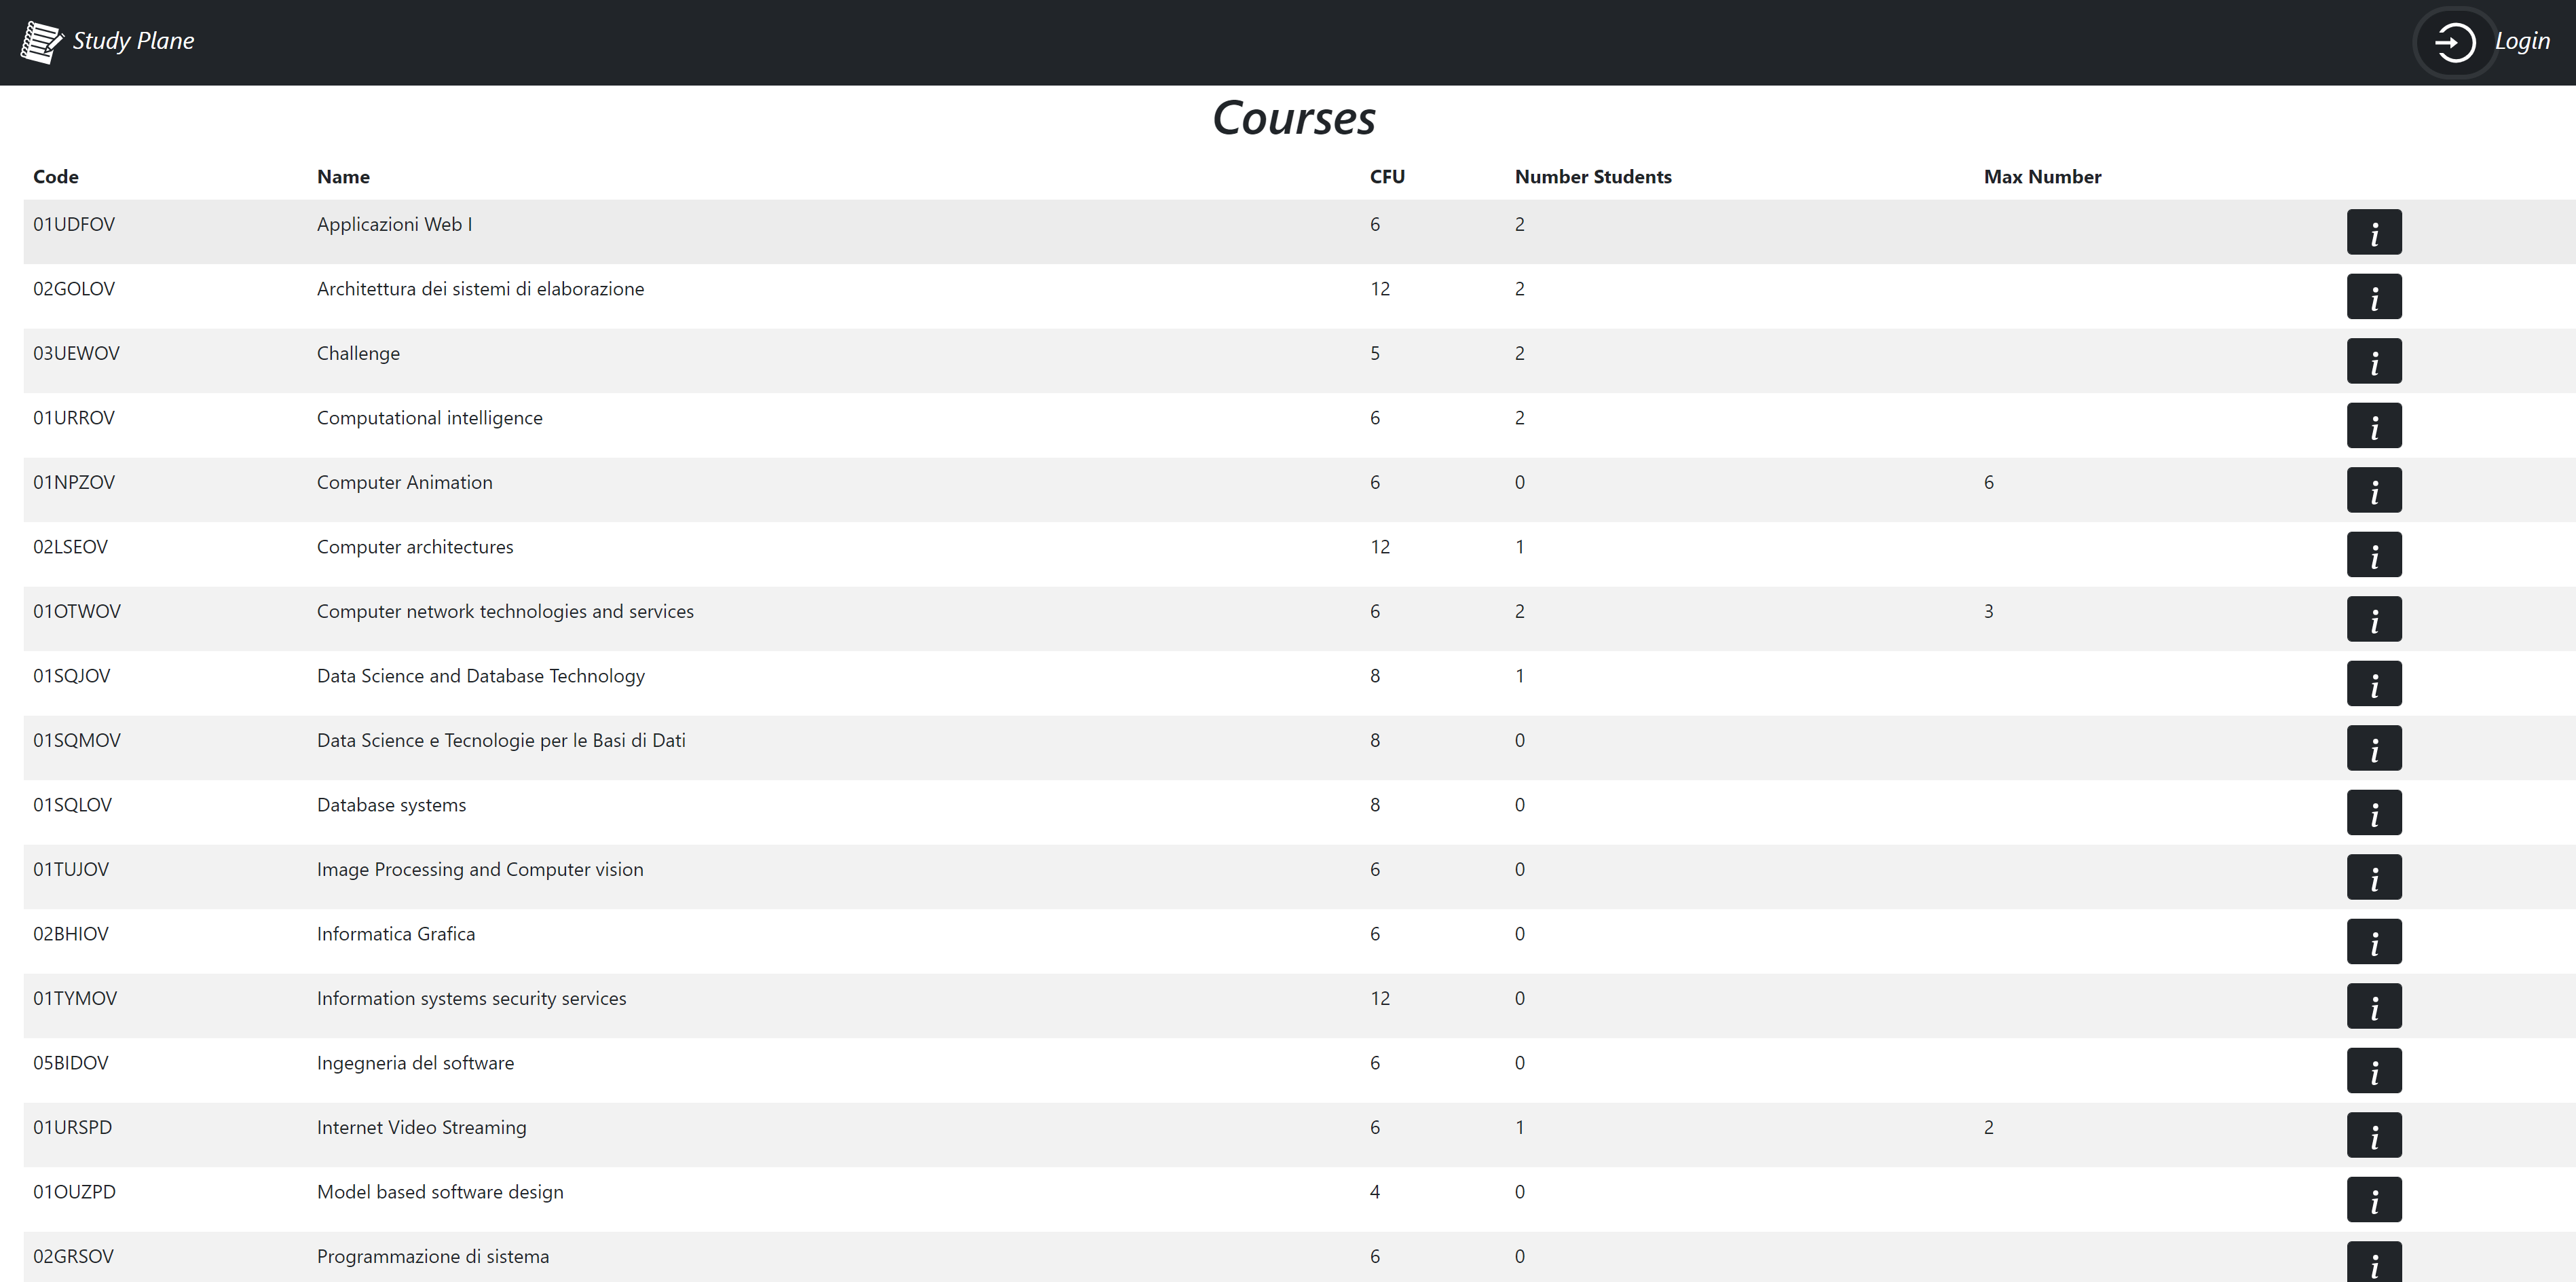 Study Plane Login
Courses
Code Name CFU Number Students Max Number
01UDFOV Applicazioni Web I 6 2 i
02GOLOV Architettura dei sistemi di elaborazione 12 2 i
03UEWOV Challenge 5 2 i
01URROV Computational intelligence 6 2 i
01NPZOV Computer Animation 6 0 6 i
02LSEOV Computer architectures 12 1 i
01OTWOV Computer network technologies and services 6 2 3 i
01SQJOV Data Science and Database Technology 8 1 i
01SQMOV Data Science e Tecnologie per le Basi di Dati 8 0 i
01SQLOV Database systems 8 0 i
01TUJOV Image Processing and Computer vision 6 0 i
02BHIOV Informatica Grafica 6 0 i
01TYMOV Information systems security services 12 0 i
05BIDOV Ingegneria del software 6 0 i
01URSPD Internet Video Streaming 6 1 2 i
01OUZPD Model based software design 4 0 i
02GRSOV Programmazione di sistema 6 0 i